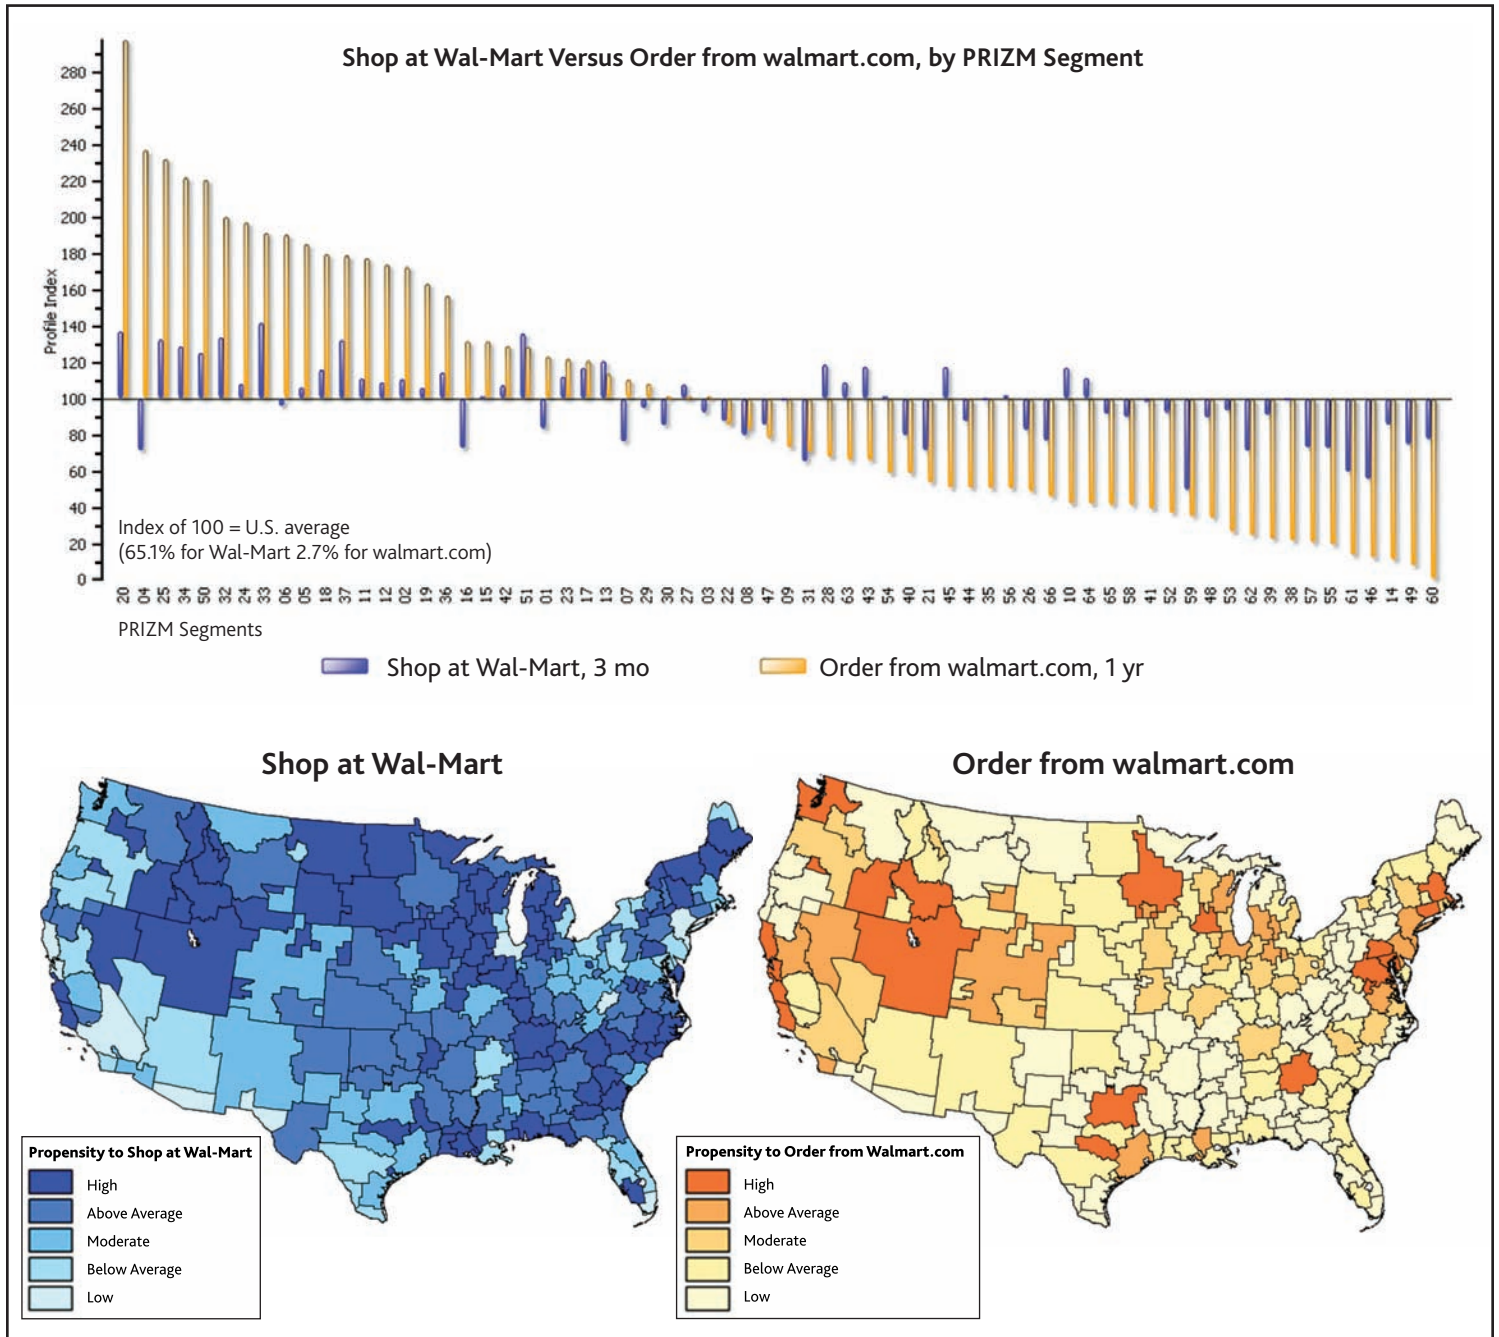 Shop at Wal-Mart Versus Order from walmart.com, by PRIZM Segment
Profile Index
280
260
240
220
200
180
160
140
120
100
80
60
40
20
0
Index of 100 = U.S. average
(65.1% for Wal-Mart 2.7% for walmart.com)
20 04 25 34 50 32 24 33 06 05 18 37 11 12 02 19 36 16 15 42 51 01 23 17 13 07 29 30 27 03 22 08 47 09 31 28 63 43 54 40 21 45 44 35 56 26 66 10 64 65 58 41 52 59 48 53 62 39 38 57 55 61 46 14 49 60
PRIZM Segments
Shop at Wal-Mart, 3 mo
Order from walmart.com, 1 yr
Shop at Wal-Mart
Order from walmart.com
Propensity to Shop at Wal-Mart
High
Above Average
Moderate
Below Average
Low
Propensity to Order from Walmart.com
High
Above Average
Moderate
Below Average
Low